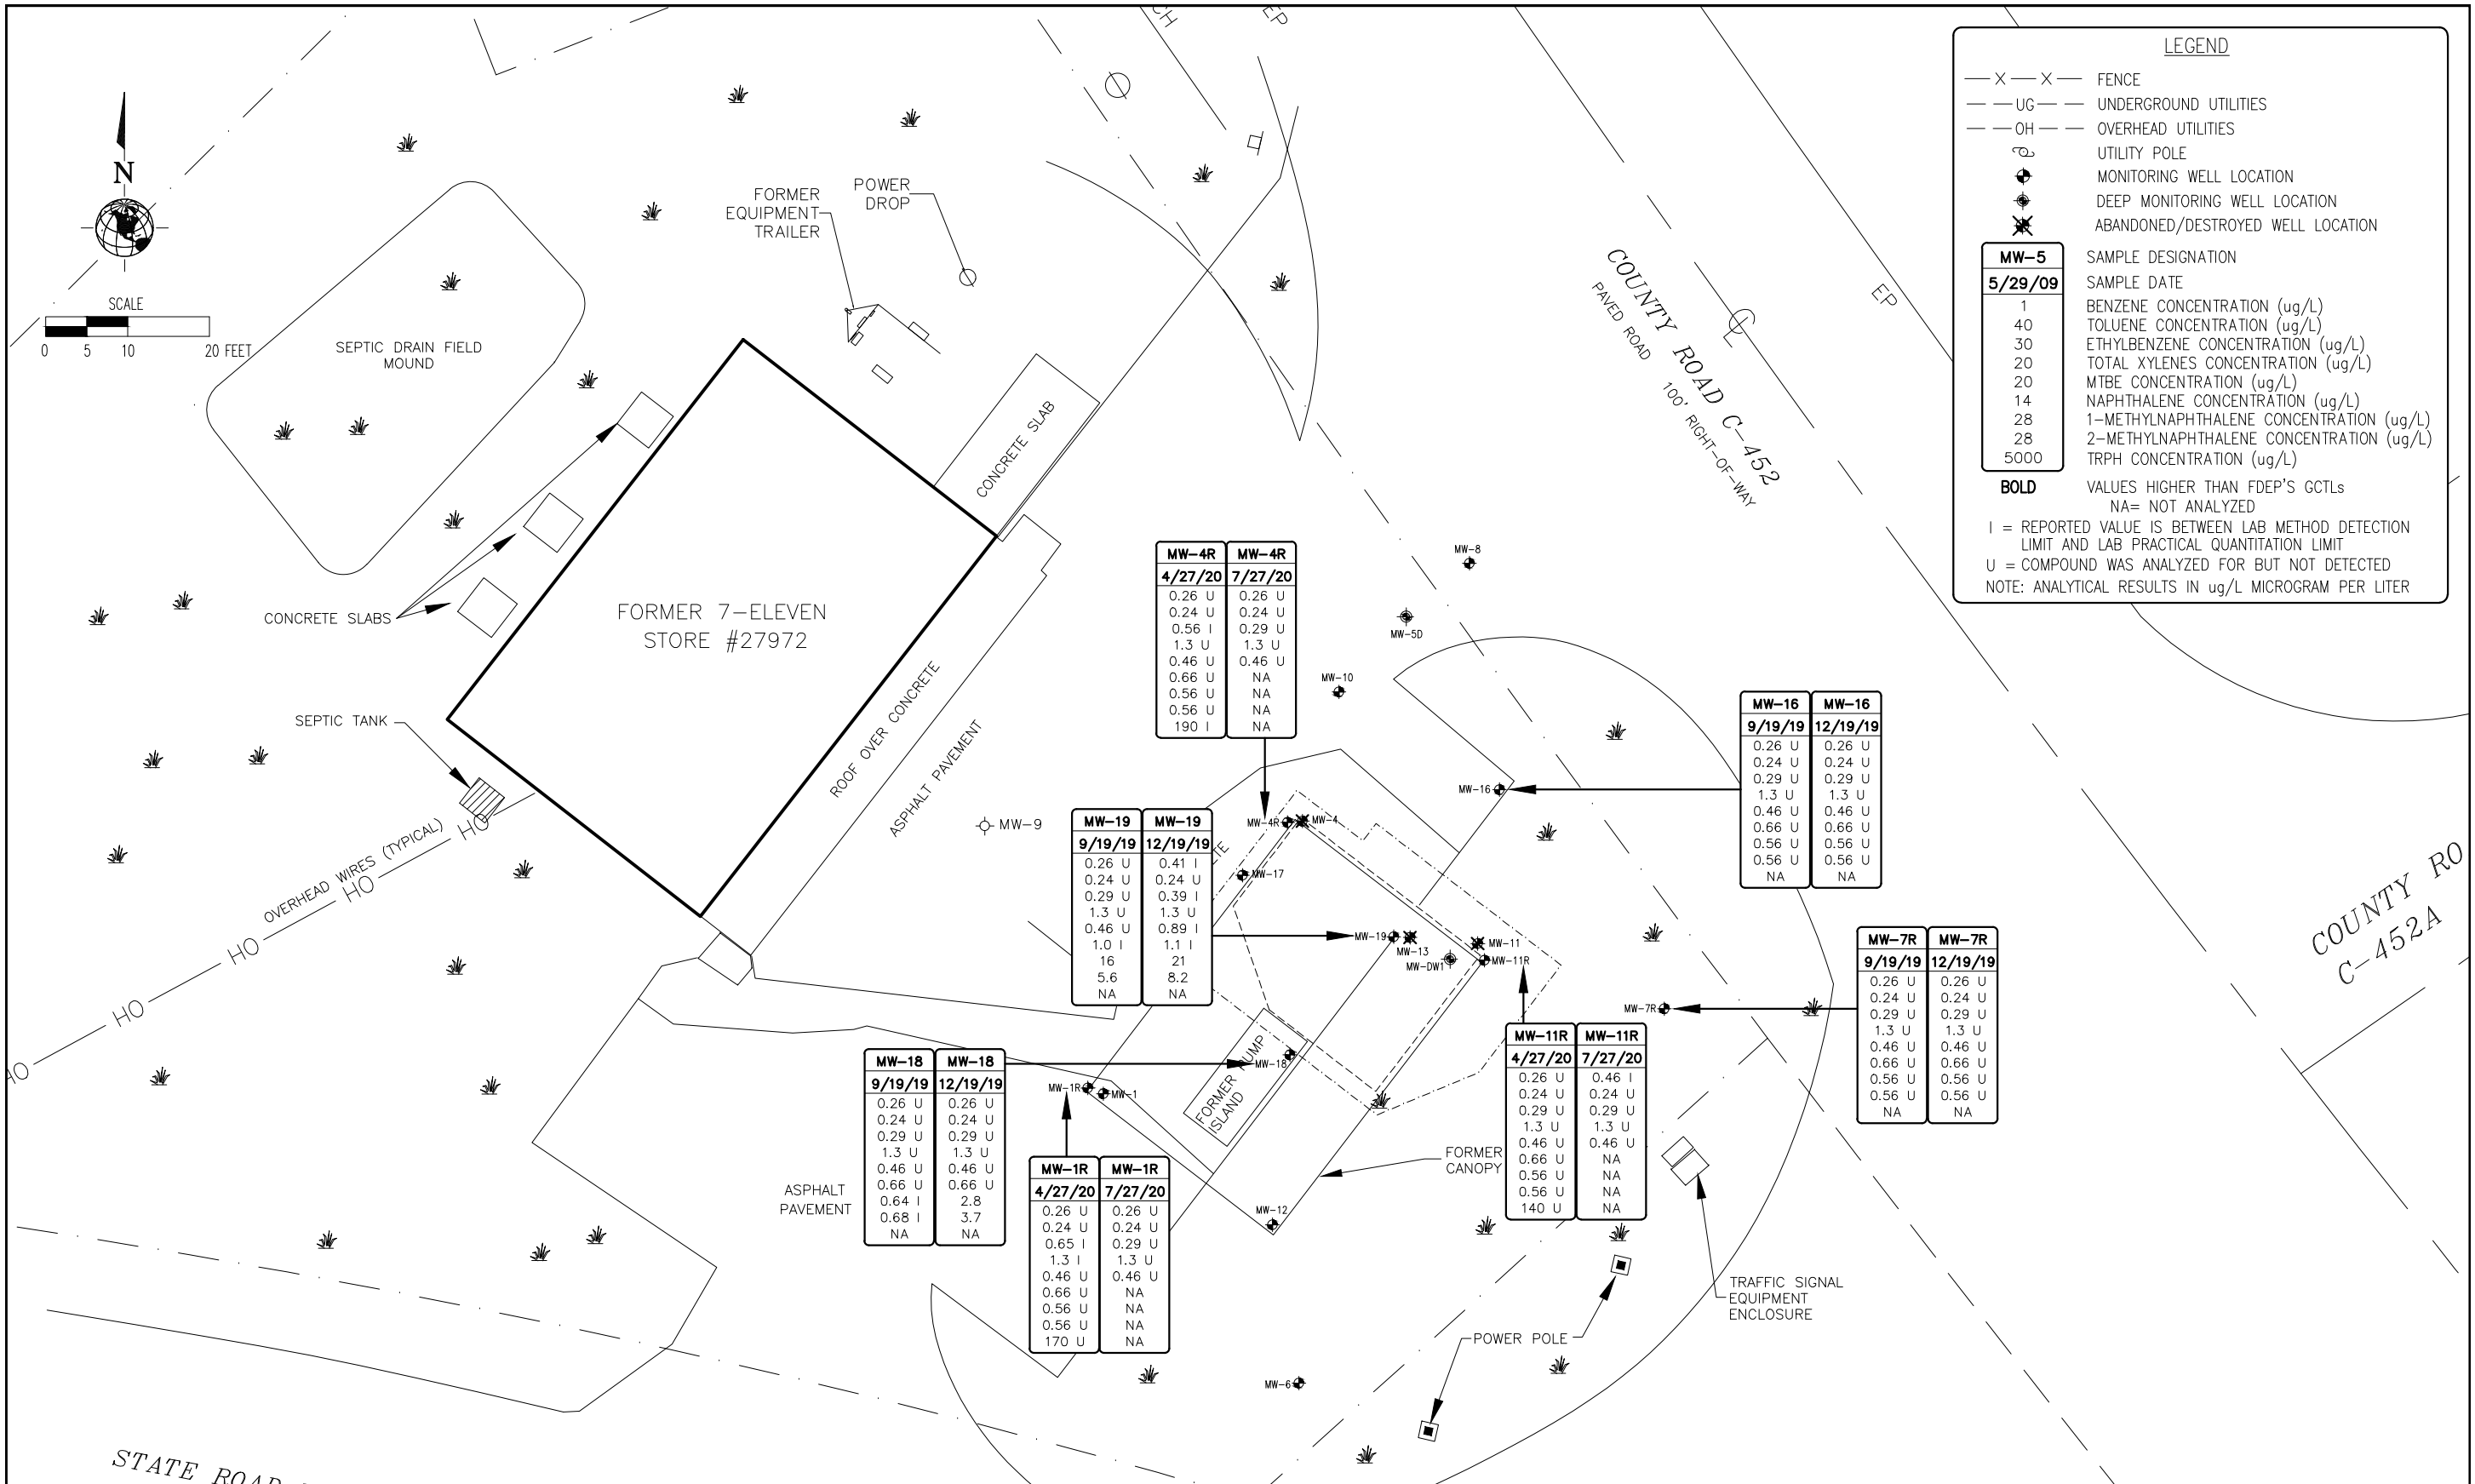 CH
EP
LEGEND
—X—X— FENCE
— —UG— — UNDERGROUND UTILITIES
— —OH— — OVERHEAD UTILITIES
UTILITY POLE
MONITORING WELL LOCATION
DEEP MONITORING WELL LOCATION
ABANDONED/DESTROYED WELL LOCATION
MW-5 SAMPLE DESIGNATION
5/29/09 SAMPLE DATE
1 BENZENE CONCENTRATION (ug/L)
40 TOLUENE CONCENTRATION (ug/L)
30 ETHYLBENZENE CONCENTRATION (ug/L)
20 TOTAL XYLENES CONCENTRATION (ug/L)
20 MTBE CONCENTRATION (ug/L)
14 NAPHTHALENE CONCENTRATION (ug/L)
28 1-METHYLNAPHTHALENE CONCENTRATION (ug/L)
28 2-METHYLNAPHTHALENE CONCENTRATION (ug/L)
5000 TRPH CONCENTRATION (ug/L)
BOLD VALUES HIGHER THAN FDEP'S GCTLs
NA= NOT ANALYZED
I = REPORTED VALUE IS BETWEEN LAB METHOD DETECTION
LIMIT AND LAB PRACTICAL QUANTITATION LIMIT
U = COMPOUND WAS ANALYZED FOR BUT NOT DETECTED
NOTE: ANALYTICAL RESULTS IN ug/L MICROGRAM PER LITER
N
SCALE
0 5 10 20 FEET
SEPTIC DRAIN FIELD
MOUND
FORMER
EQUIPMENT
TRAILER
POWER
DROP
CONCRETE SLAB
COUNTY ROAD C-452
PAVED ROAD 100' RIGHT-OF-WAY
EP
CONCRETE SLABS
FORMER 7-ELEVEN
STORE #27972
SEPTIC TANK
ROOF OVER CONCRETE
ASPHALT PAVEMENT
OVERHEAD WIRES (TYPICAL)
HO
HO
HO
HO
HO
MW-8
MW-5D
MW-10
MW-9
MW-4R MW-4R
4/27/20 7/27/20
0.26 U 0.26 U
0.24 U 0.24 U
0.56 I 0.29 U
1.3 U 1.3 U
0.46 U 0.46 U
0.66 U NA
0.56 U NA
0.56 U NA
190 I NA
MW-16 MW-16
9/19/19 12/19/19
0.26 U 0.26 U
0.24 U 0.24 U
0.29 U 0.29 U
1.3 U 1.3 U
0.46 U 0.46 U
0.66 U 0.66 U
0.56 U 0.56 U
0.56 U 0.56 U
NA NA
MW-16
MW-4R
MW-4
TE
MW-17
MW-19 MW-19
9/19/19 12/19/19
0.26 U 0.41 I
0.24 U 0.24 U
0.29 U 0.39 I
1.3 U 1.3 U
0.46 U 0.89 I
1.0 I 1.1 I
16 21
5.6 8.2
NA NA
MW-19
MW-13
MW-11
MW-DW1
MW-11R
MW-7R MW-7R
9/19/19 12/19/19
0.26 U 0.26 U
0.24 U 0.24 U
0.29 U 0.29 U
1.3 U 1.3 U
0.46 U 0.46 U
0.66 U 0.66 U
0.56 U 0.56 U
0.56 U 0.56 U
NA NA
MW-7R
COUNTY RO
C-452A
MW-18 MW-18
9/19/19 12/19/19
0.26 U 0.26 U
0.24 U 0.24 U
0.29 U 0.29 U
1.3 U 1.3 U
0.46 U 0.46 U
0.66 U 0.66 U
0.64 I 2.8
0.68 I 3.7
NA NA
MW-18
MW-1R
MW-1
FORMER PUMP
ISLAND
MW-11R MW-11R
4/27/20 7/27/20
0.26 U 0.46 I
0.24 U 0.24 U
0.29 U 0.29 U
1.3 U 1.3 U
0.46 U 0.46 U
0.66 U NA
0.56 U NA
0.56 U NA
140 U NA
MW-1R MW-1R
4/27/20 7/27/20
0.26 U 0.26 U
0.24 U 0.24 U
0.65 I 0.29 U
1.3 I 1.3 U
0.46 U 0.46 U
0.66 U NA
0.56 U NA
0.56 U NA
170 U NA
ASPHALT
PAVEMENT
FORMER
CANOPY
MW-12
TRAFFIC SIGNAL
EQUIPMENT
ENCLOSURE
POWER POLE
MW-6
STATE ROAD